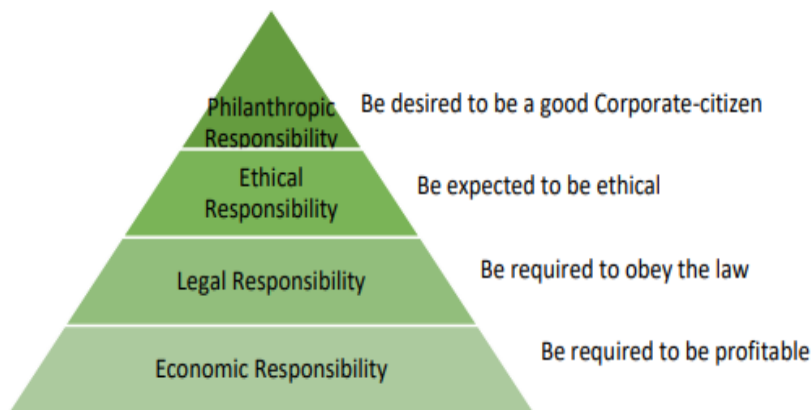 Philanthropic
Responsibility
Be desired to be a good Corporate-citizen
Ethical
Responsibility
Be expected to be ethical
Legal Responsibility
Be required to obey the law
Economic Responsibility
Be required to be profitable